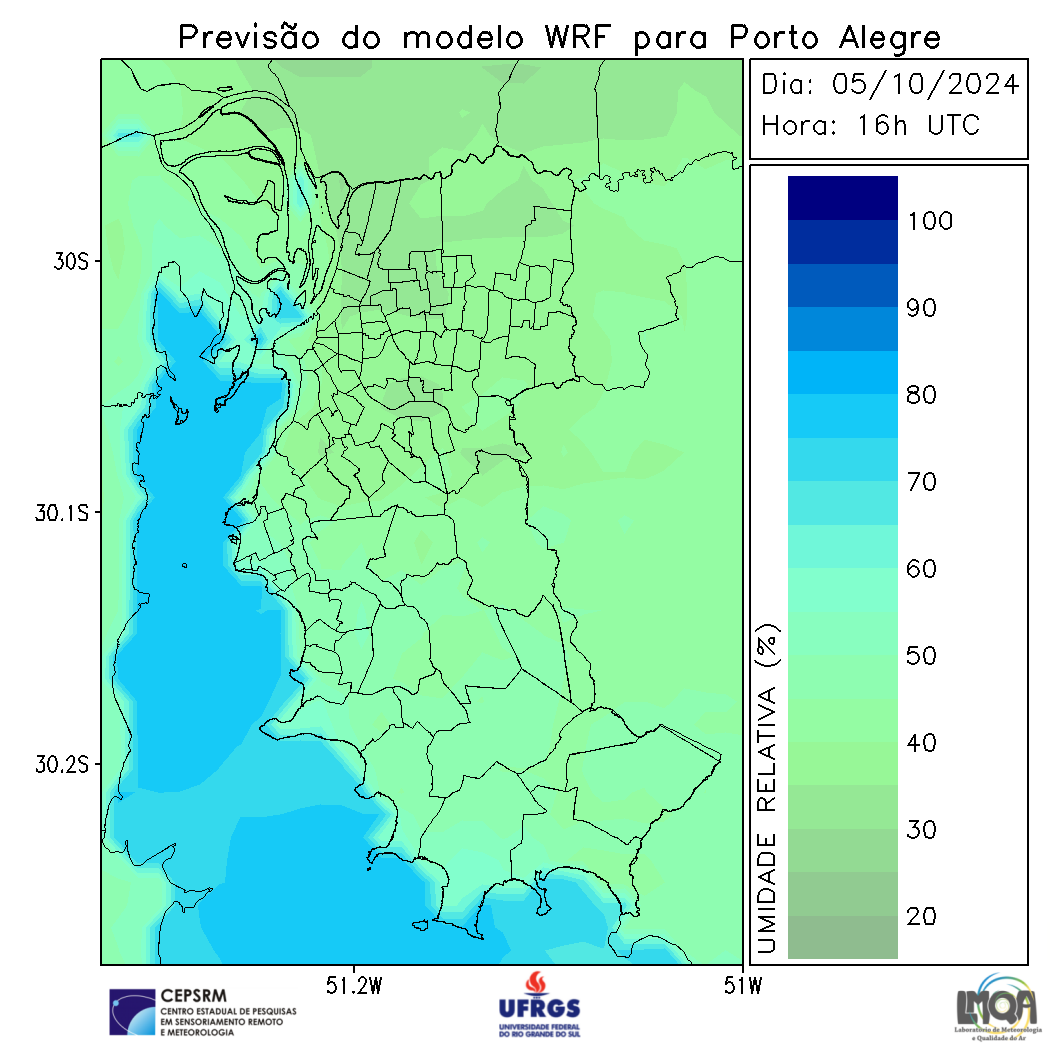 Previsão do modelo WRF para Porto Alegre
Dia: 05/10/2024
Hora: 16h UTC
100
90
80
70
60
50
40
30
20
UMIDADE RELATIVA (%)
30S
30.1S
30.2S
51.2W
51W
CEPSRM
CENTRO ESTADUAL DE PESQUISAS
EM SENSORIAMENTO REMOTO
E METEOROLOGIA
UFRGS
UNIVERSIDADE FEDERAL
DO RIO GRANDE DO SUL
LMQA
Laboratório de Meteorologia
e Qualidade do Ar